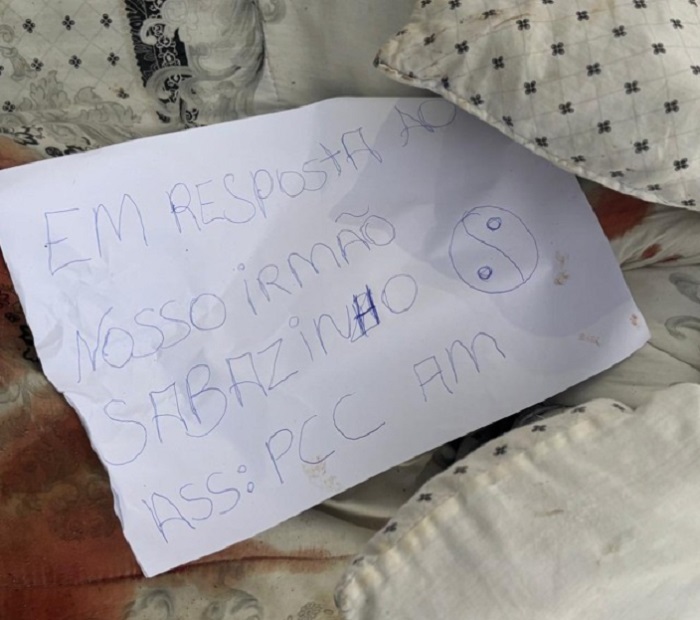 EM RESPOSTA AO
NOSSO iRMÃO
SABAZiNHO
ASS: PCC AM